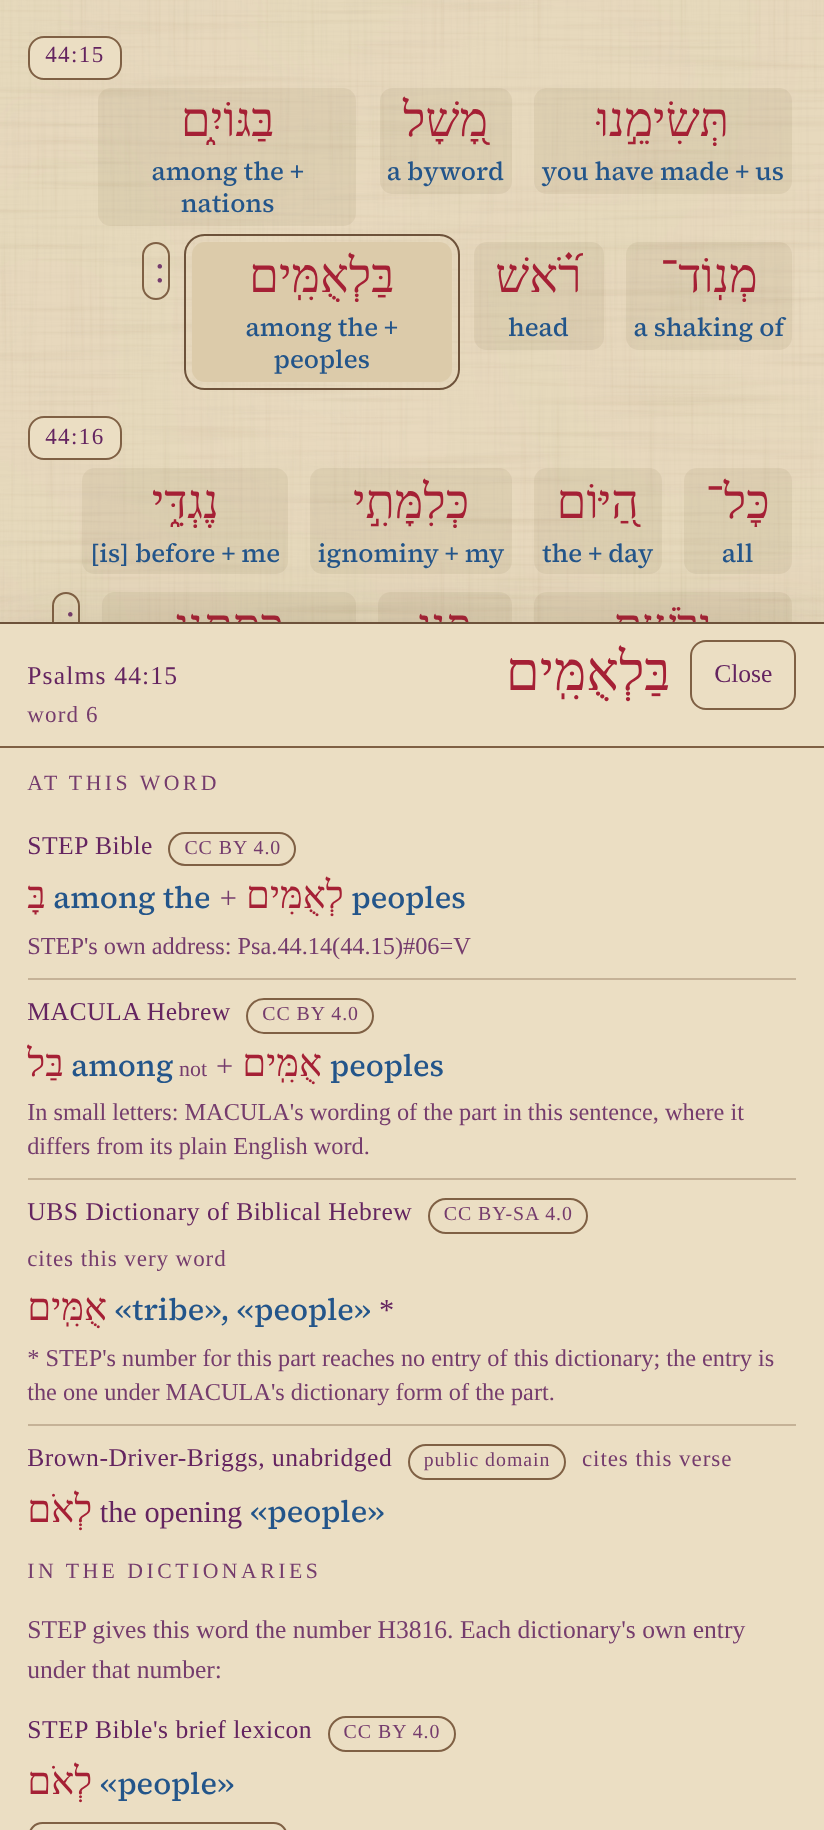 44:15
תְּשִׂימֵ֣נוּ מָ֭שָׁל בַּגּוֹיִ֑ם
you have made + us a byword among the + nations
מְנֽוֹד־ רֹ֝֗אשׁ בַּלְאֻמִּֽים ׃
a shaking of head among the + peoples
44:16
כָּל־ הַ֭יּוֹם כְּלִמָּתִ֣י נֶגְדִּ֑י
all the + day ignominy + my [is] before + me
Psalms 44:15 בַּלְאֻמִּֽים Close
word 6
AT THIS WORD
STEP Bible CC BY 4.0
בָּ֖ among the + לְאֻמִּים peoples
STEP's own address: Psa.44.14(44.15)#06=V
MACULA Hebrew CC BY 4.0
בַּל among not + אֻמִּֽים peoples
In small letters: MACULA's wording of the part in this sentence, where it
differs from its plain English word.
UBS Dictionary of Biblical Hebrew CC BY-SA 4.0
cites this very word
אֻמִּֽים «tribe», «people» *
* STEP's number for this part reaches no entry of this dictionary; the entry is
the one under MACULA's dictionary form of the part.
Brown-Driver-Briggs, unabridged public domain cites this verse
לְאֹם the opening «people»
IN THE DICTIONARIES
STEP gives this word the number H3816. Each dictionary's own entry
under that number:
STEP Bible's brief lexicon CC BY 4.0
לְאֹם «people»